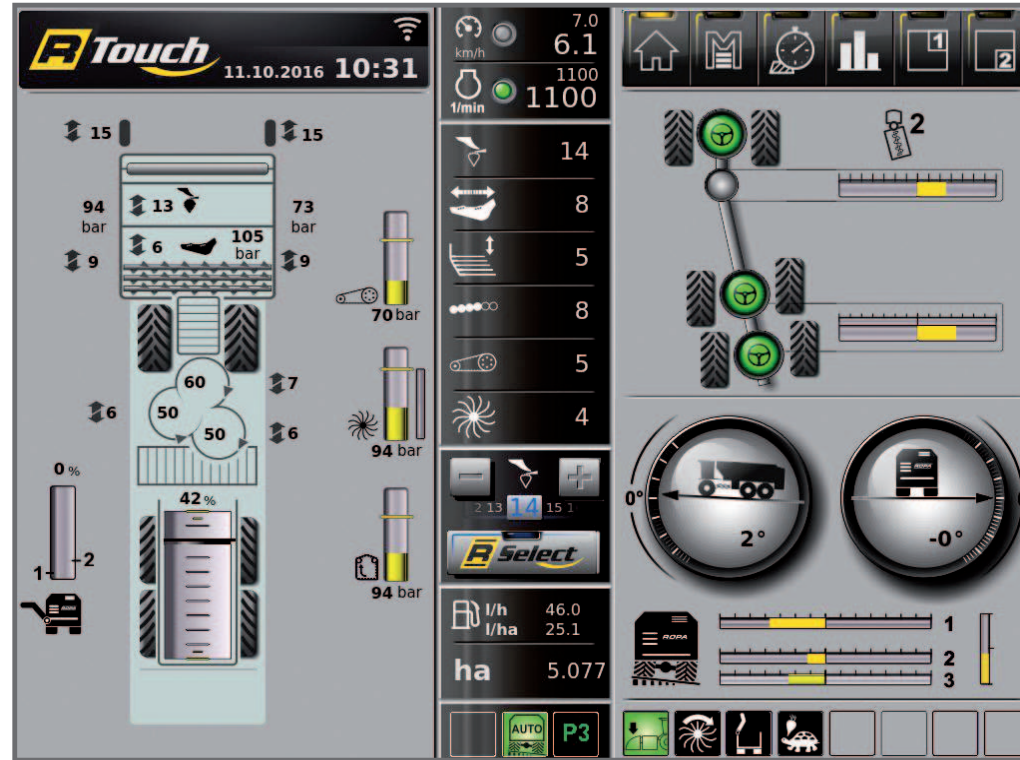 R Touch
11.10.2016 10:31
15 15
94 bar
13
73 bar
6
105 bar
9 9
70 bar
60
50
50
7
6
6
94 bar
0 %
42 %
1 2
94 bar
ROPA
7.0
km/h 6.1
1100
1/min 1100
14
8
5
8
5
4
2 13 14 15 1
R Select
l/h 46.0
l/ha 25.1
ha 5.077
AUTO P3
M 1 2
2
0°
2°
ROPA
-0°
ROPA
1
2
3